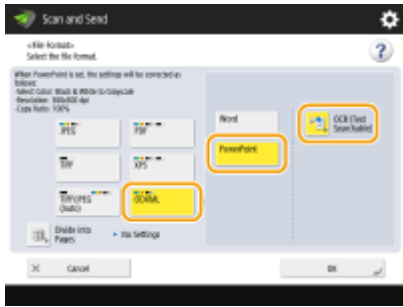 Scan and Send
<File Format>
Select the file format.
?
When PowerPoint is set, the settings will be corrected as
follows:
-Select Color: Black & White to Grayscale
-Resolution: 300x300 dpi
-Copy Ratio: 100%
JPEG
PDF
TIFF
XPS
TIFF/JPEG
(Auto)
OOXML
Word
PowerPoint
OCR (Text
Searchable)
Divide into
Pages
No Settings
Cancel
OK